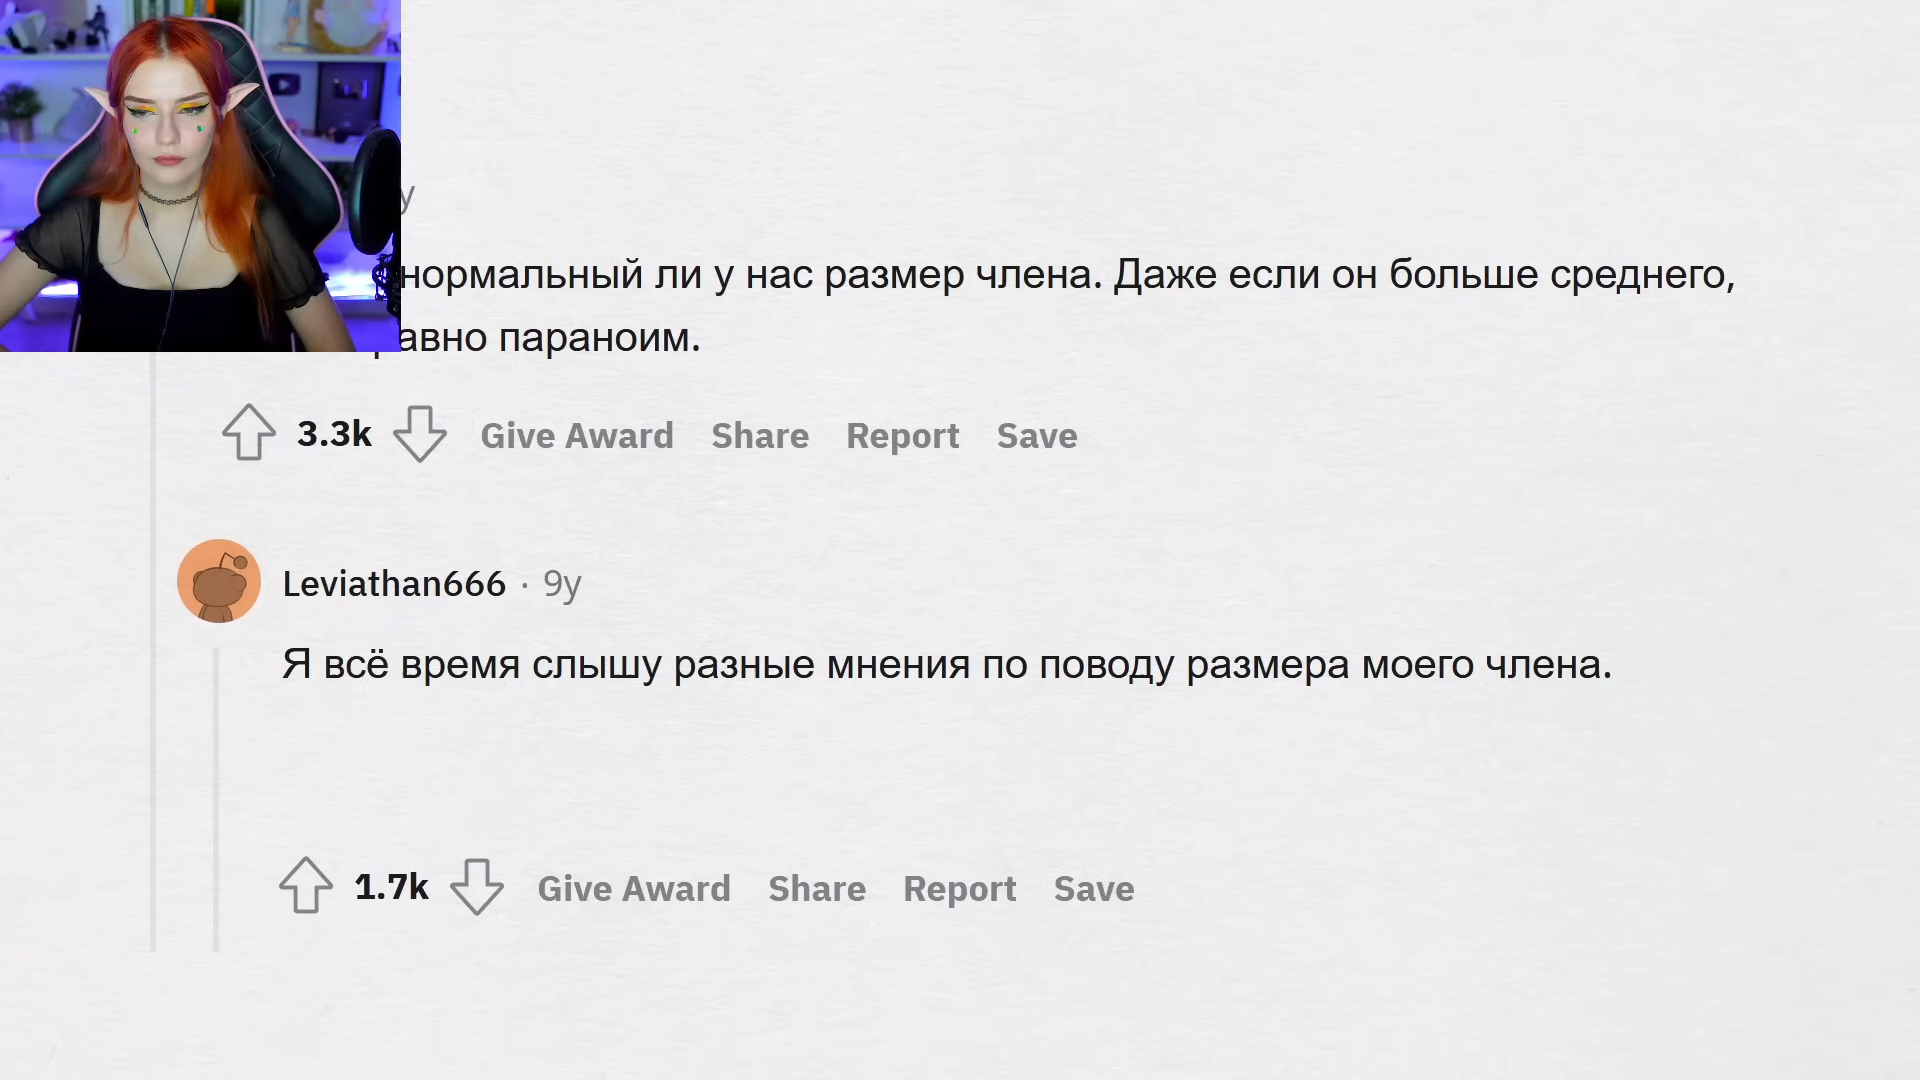 нормальный ли у нас размер члена. Даже если он больше среднего,
параноим.
3.3k Give Award Share Report Save
Leviathan666 · 9y
Я всё время слышу разные мнения по поводу размера моего члена.
1.7k Give Award Share Report Save